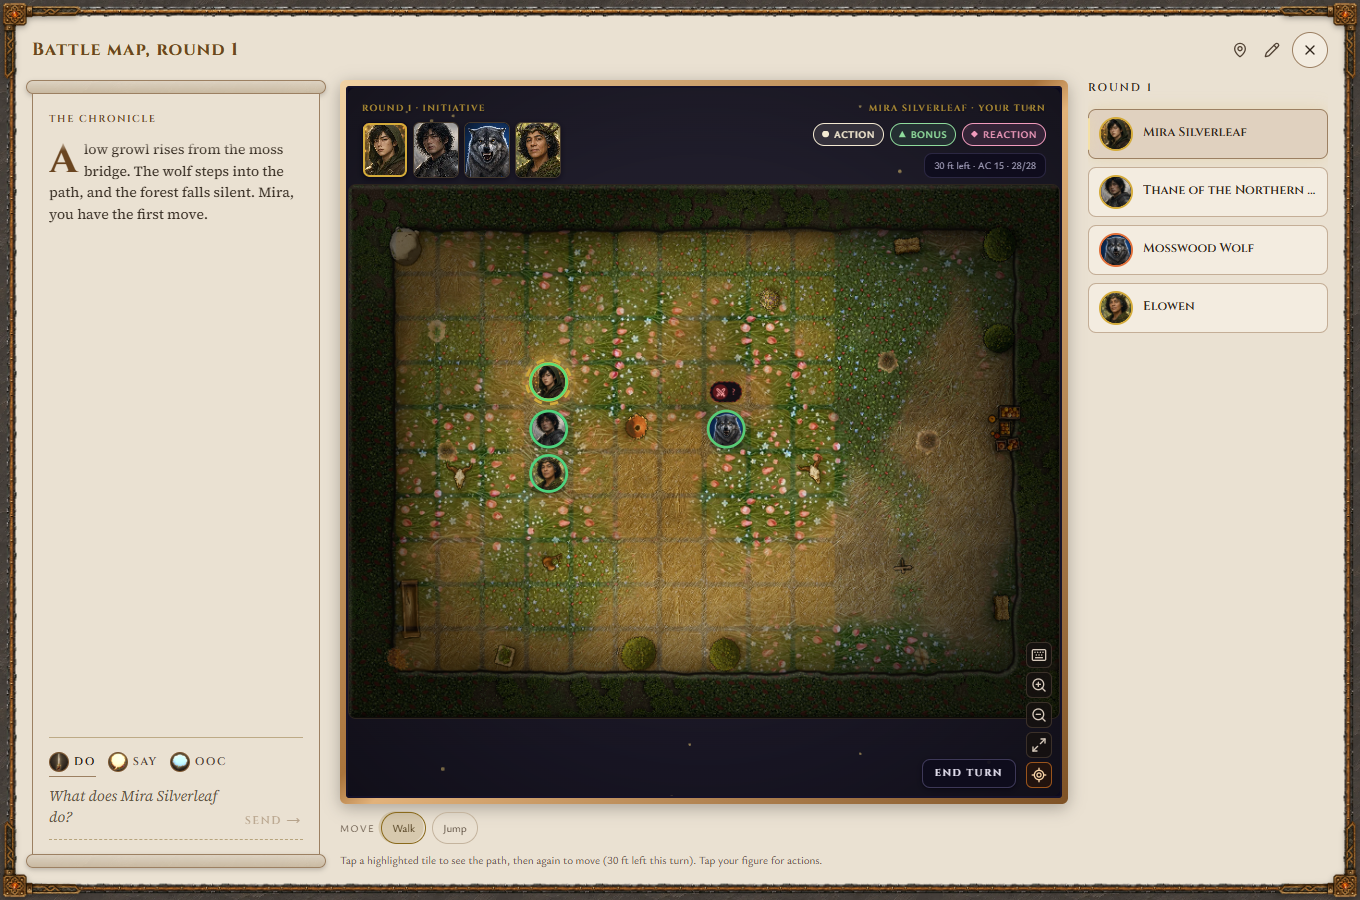 BATTLE MAP, ROUND 1
THE CHRONICLE
A low growl rises from the moss
bridge. The wolf steps into the
path, and the forest falls silent. Mira,
you have the first move.
DO SAY OOC
What does Mira Silverleaf
do?
SEND →
ROUND 1 · INITIATIVE
MIRA SILVERLEAF · YOUR TURN
ACTION BONUS REACTION
30 ft left · AC 15 · 28/28
END TURN
MOVE Walk Jump
Tap a highlighted tile to see the path, then again to move (30 ft left this turn). Tap your figure for actions.
ROUND 1
MIRA SILVERLEAF
THANE OF THE NORTHERN ...
MOSSWOOD WOLF
ELOWEN